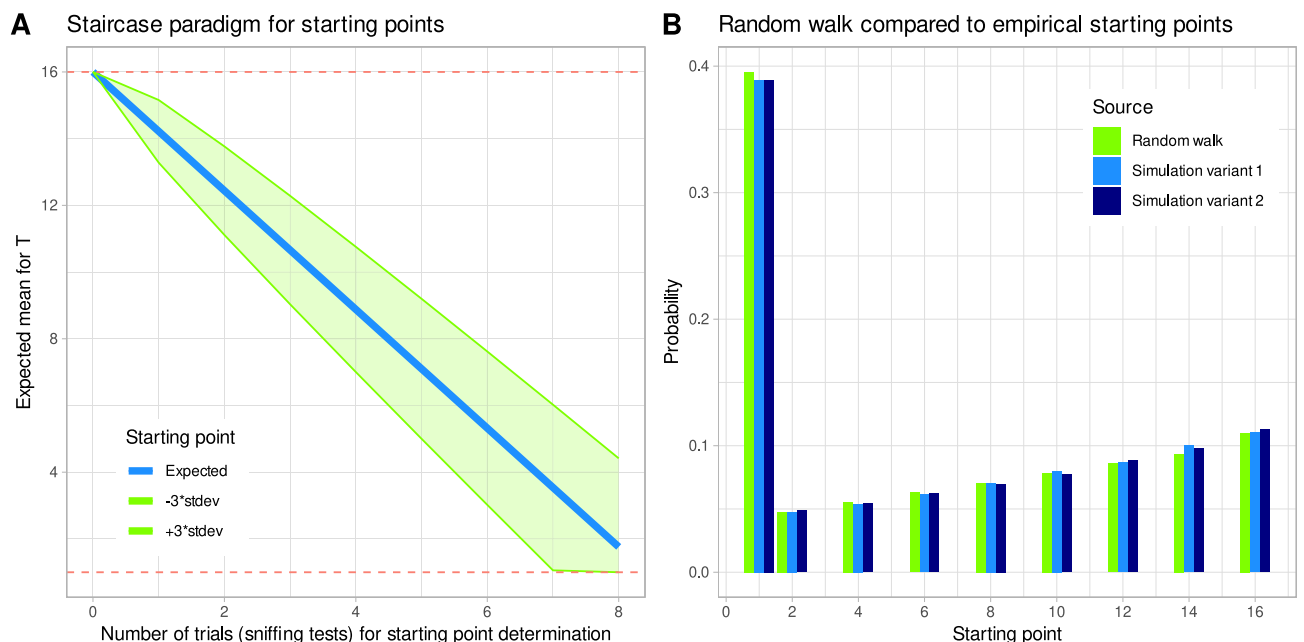 A
Staircase paradigm for starting points
Expected mean for T
16
12
8
4
Starting point
Expected
-3*stdev
+3*stdev
0
2
4
6
8
Number of trials (sniffing tests) for starting point determination
B
Random walk compared to empirical starting points
Probability
0.4
0.3
0.2
0.1
0.0
Source
Random walk
Simulation variant 1
Simulation variant 2
0
2
4
6
8
10
12
14
16
Starting point